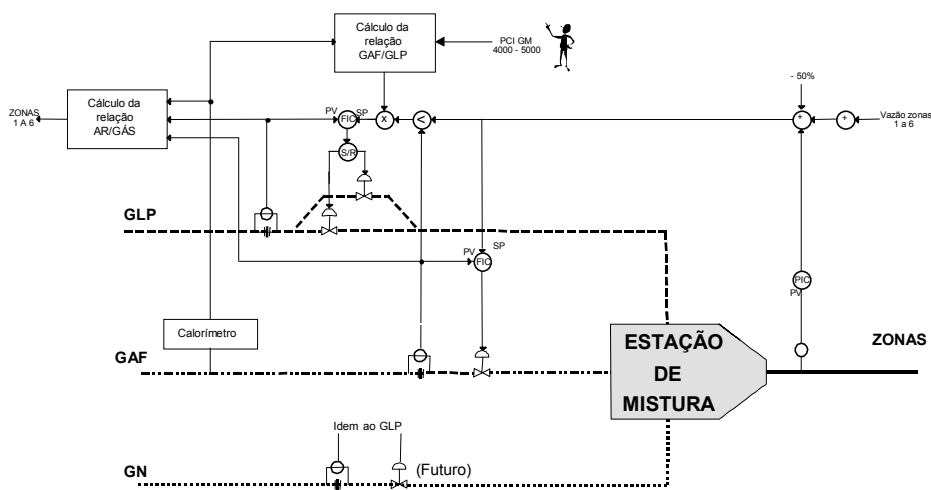 Cálculo da
relação
GAF/GLP
PCI GM
4000 - 5000
- 50%
ZONAS
1 A 6
Cálculo da
relação
AR/GÁS
PV
FIC
SP
x
<
+
+
Vazão zonas
1 a 6
S/R
GLP
PV
SP
FIC
PIC
PV
Calorímetro
GAF
ESTAÇÃO
DE
MISTURA
ZONAS
Idem ao GLP
(Futuro)
GN